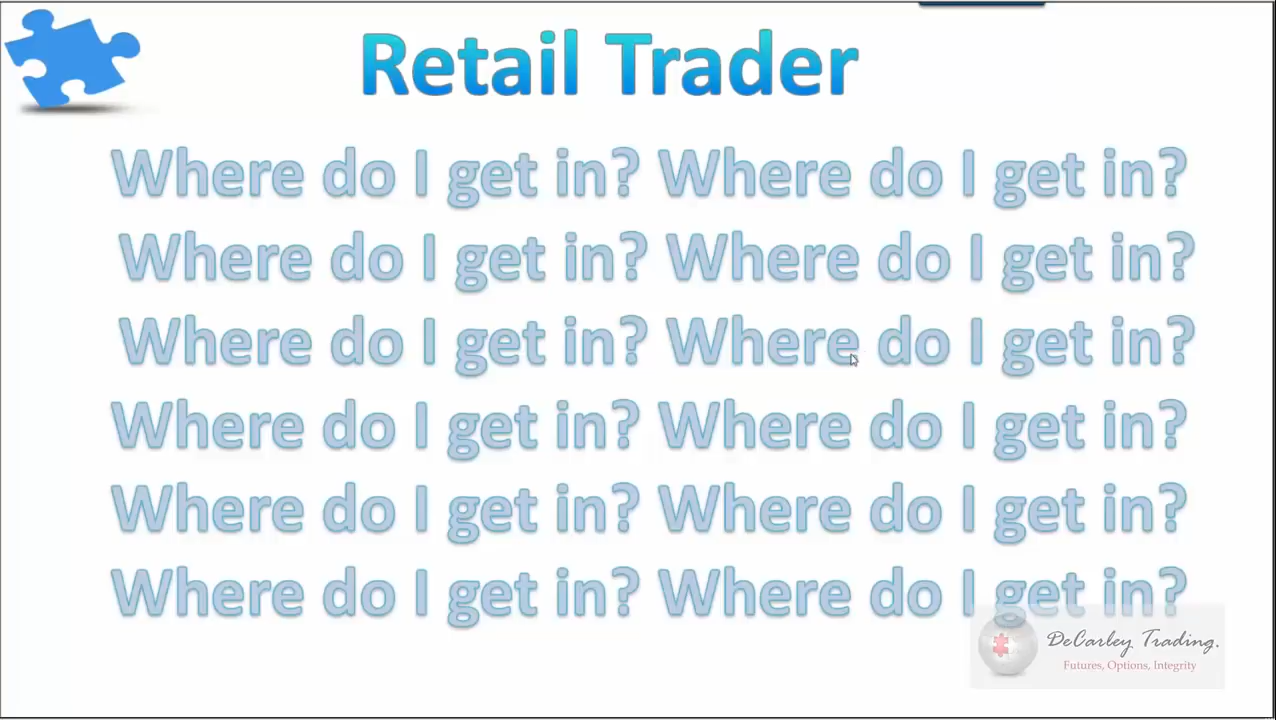 Retail Trader
Where do I get in? Where do I get in?
Where do I get in? Where do I get in?
Where do I get in? Where do I get in?
Where do I get in? Where do I get in?
Where do I get in? Where do I get in?
Where do I get in? Where do I get in?
DeCarley Trading.
Futures, Options, Integrity